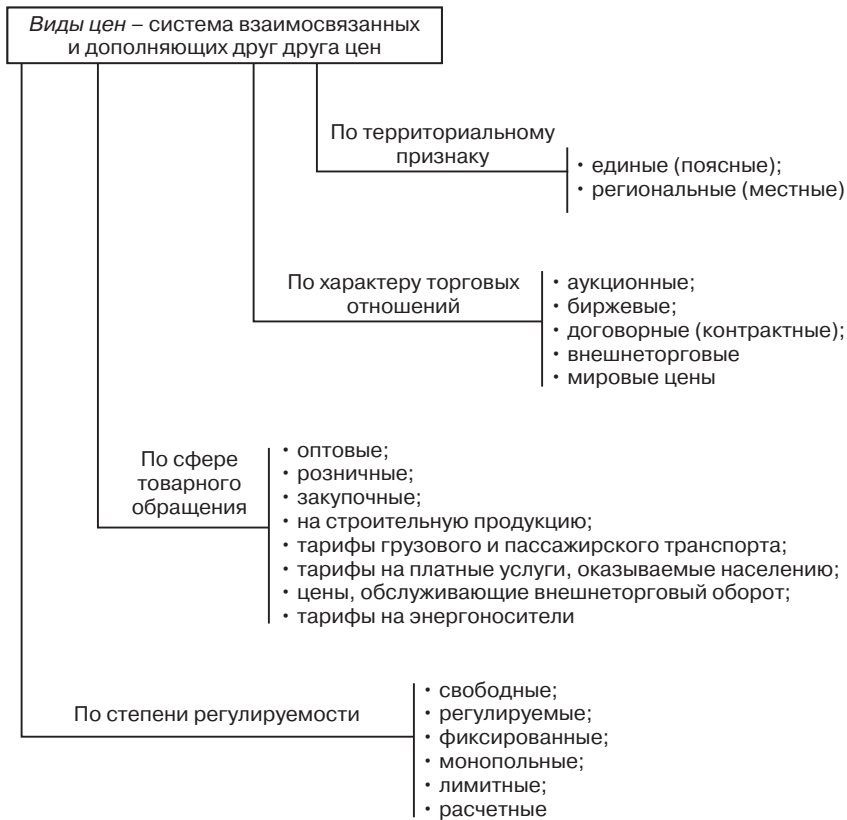 Виды цен – система взаимосвязанных
и дополняющих друг друга цен
По территориальному
признаку
• единые (поясные);
• региональные (местные)
По характеру торговых
отношений
• аукционные;
• биржевые;
• договорные (контрактные);
• внешнеторговые
• мировые цены
По сфере
товарного
обращения
• оптовые;
• розничные;
• закупочные;
• на строительную продукцию;
• тарифы грузового и пассажирского транспорта;
• тарифы на платные услуги, оказываемые населению;
• цены, обслуживающие внешнеторговый оборот;
• тарифы на энергоносители
По степени регулируемости
• свободные;
• регулируемые;
• фиксированные;
• монопольные;
• лимитные;
• расчетные